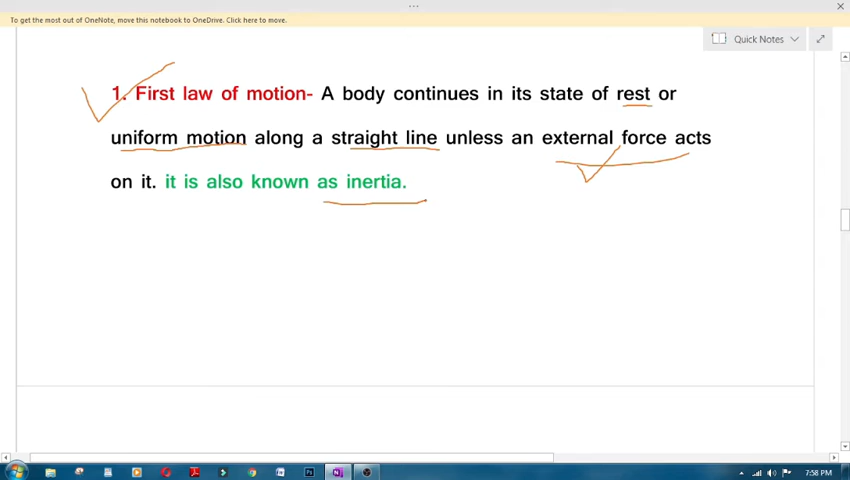 To get the most out of OneNote, move this notebook to OneDrive. Click here to move.
Quick Notes
1. First law of motion- A body continues in its state of rest or
uniform motion along a straight line unless an external force acts
on it. it is also known as inertia.
7:58 PM